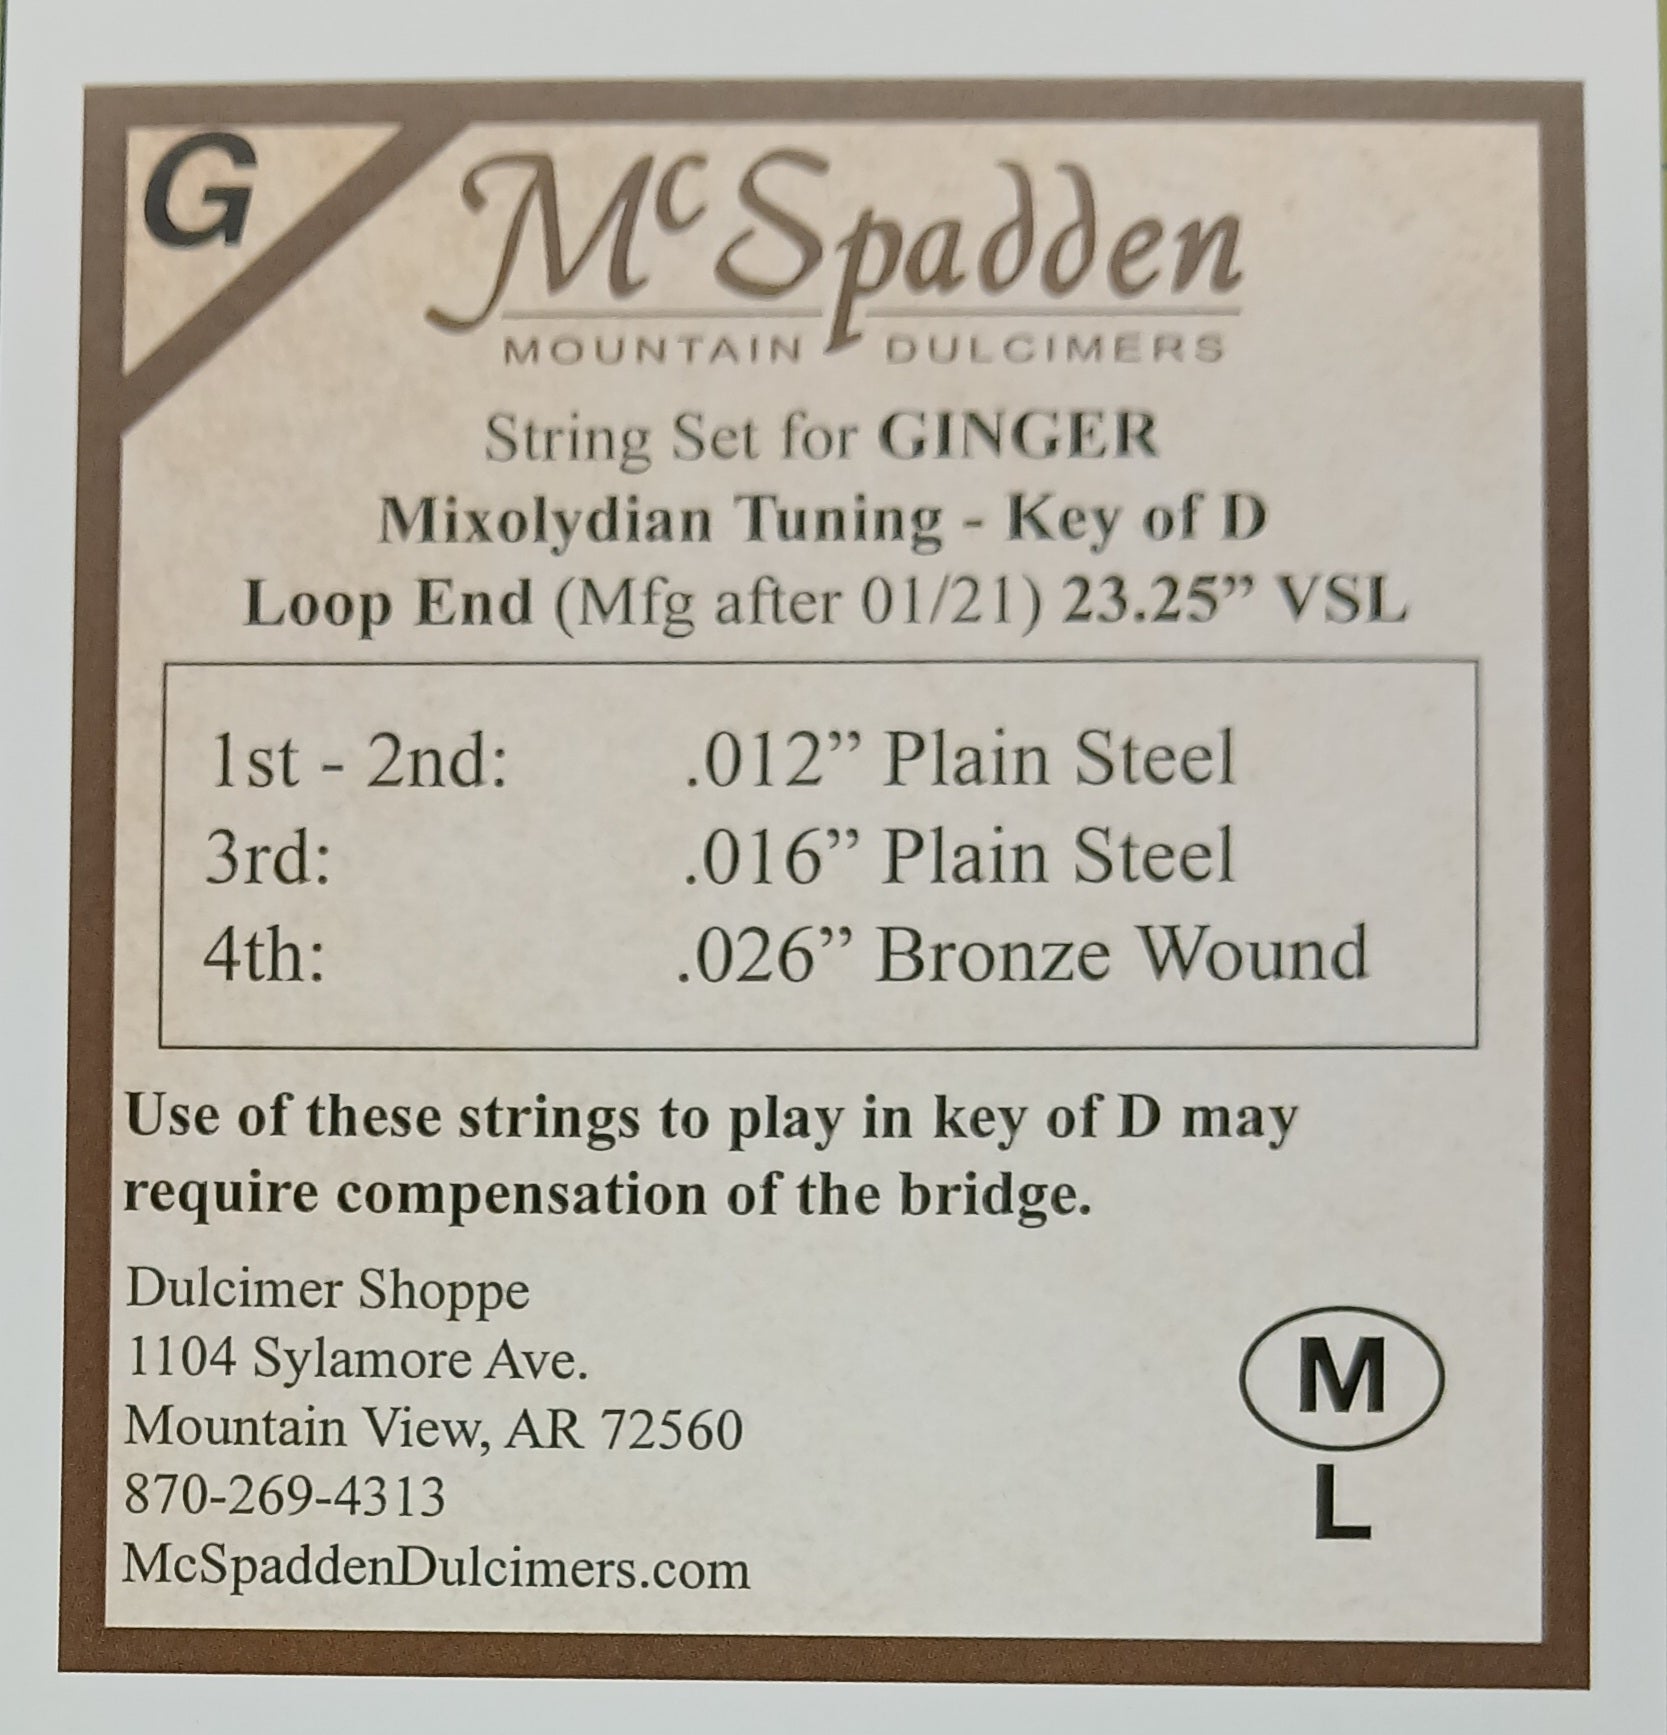 G
McSpadden
MOUNTAIN DULCIMERS
String Set for GINGER
Mixolydian Tuning - Key of D
Loop End (Mfg after 01/21) 23.25” VSL
1st - 2nd: .012” Plain Steel
3rd: .016” Plain Steel
4th: .026” Bronze Wound
Use of these strings to play in key of D may
require compensation of the bridge.
Dulcimer Shoppe
1104 Sylamore Ave.
Mountain View, AR 72560
870-269-4313
McSpaddenDulcimers.com
M
L